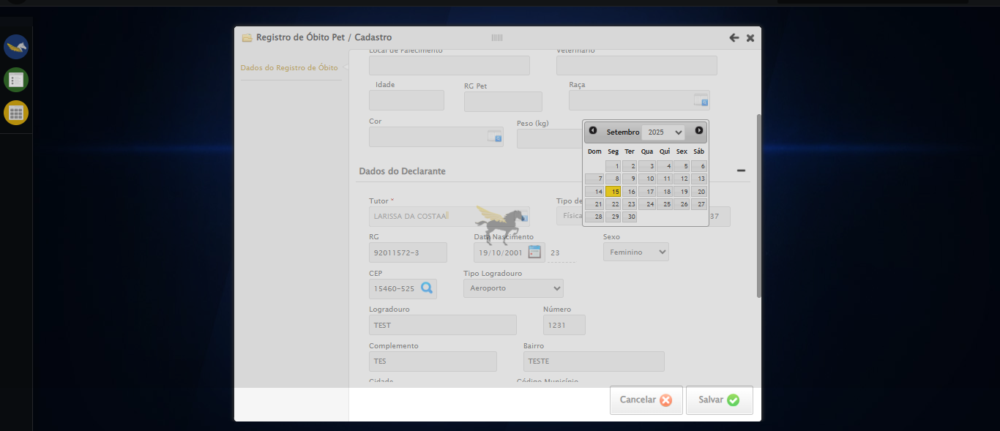 Registro de Óbito Pet / Cadastro
Dados do Registro de Óbito
Local de Falecimento Veterinário
Idade RG Pet Raça
Cor Peso (kg)
Setembro 2025
Dom Seg Ter Qua Qui Sex Sáb
1 2 3 4 5 6
7 8 9 10 11 12 13
14 15 16 17 18 19 20
21 22 23 24 25 26 27
28 29 30
Dados do Declarante
Tutor * Tipo de
LARISSA DA COSTAA Física 37
RG Data Nascimento Sexo
92011572-3 19/10/2001 23 Feminino
CEP Tipo Logradouro
15460-525 Aeroporto
Logradouro Número
TEST 1231
Complemento Bairro
TES TESTE
Cidade Código Município
Cancelar Salvar